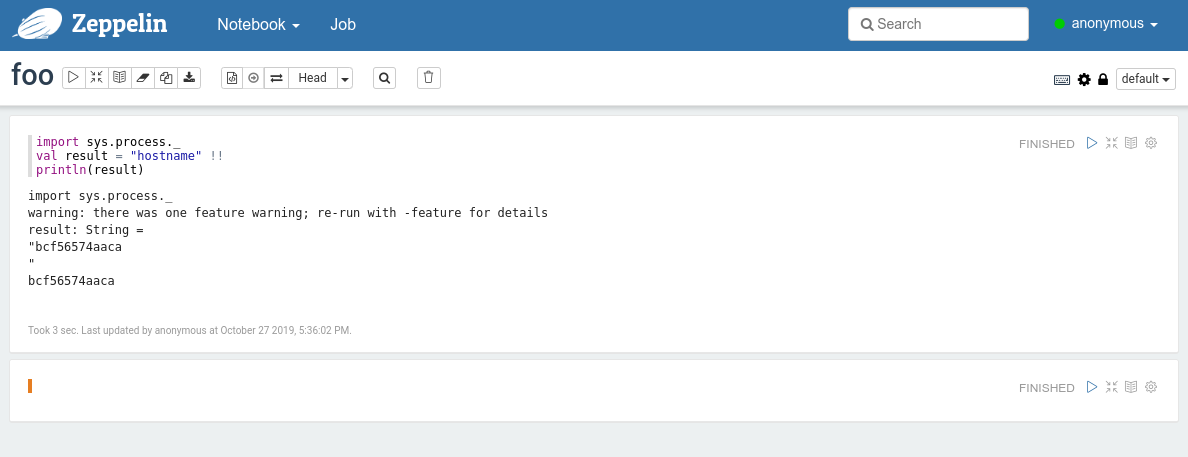 Zeppelin Notebook Job Search anonymous
foo Head default
import sys.process._ FINISHED
val result = "hostname" !!
println(result)
import sys.process._
warning: there was one feature warning; re-run with -feature for details
result: String =
"bcf56574aaca
"
bcf56574aaca
Took 3 sec. Last updated by anonymous at October 27 2019, 5:36:02 PM.
FINISHED